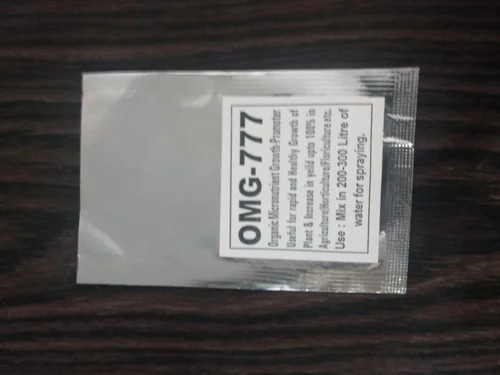 OMG-777
Organic Micronutrient Growth Promoter
Useful for rapid and Healthy Growth of
Plant & Increase in yeild upto 100% in
Agriculture/Horticulture/Floriculture etc.
Use : Mix in 200-300 Litre of
water for spraying.